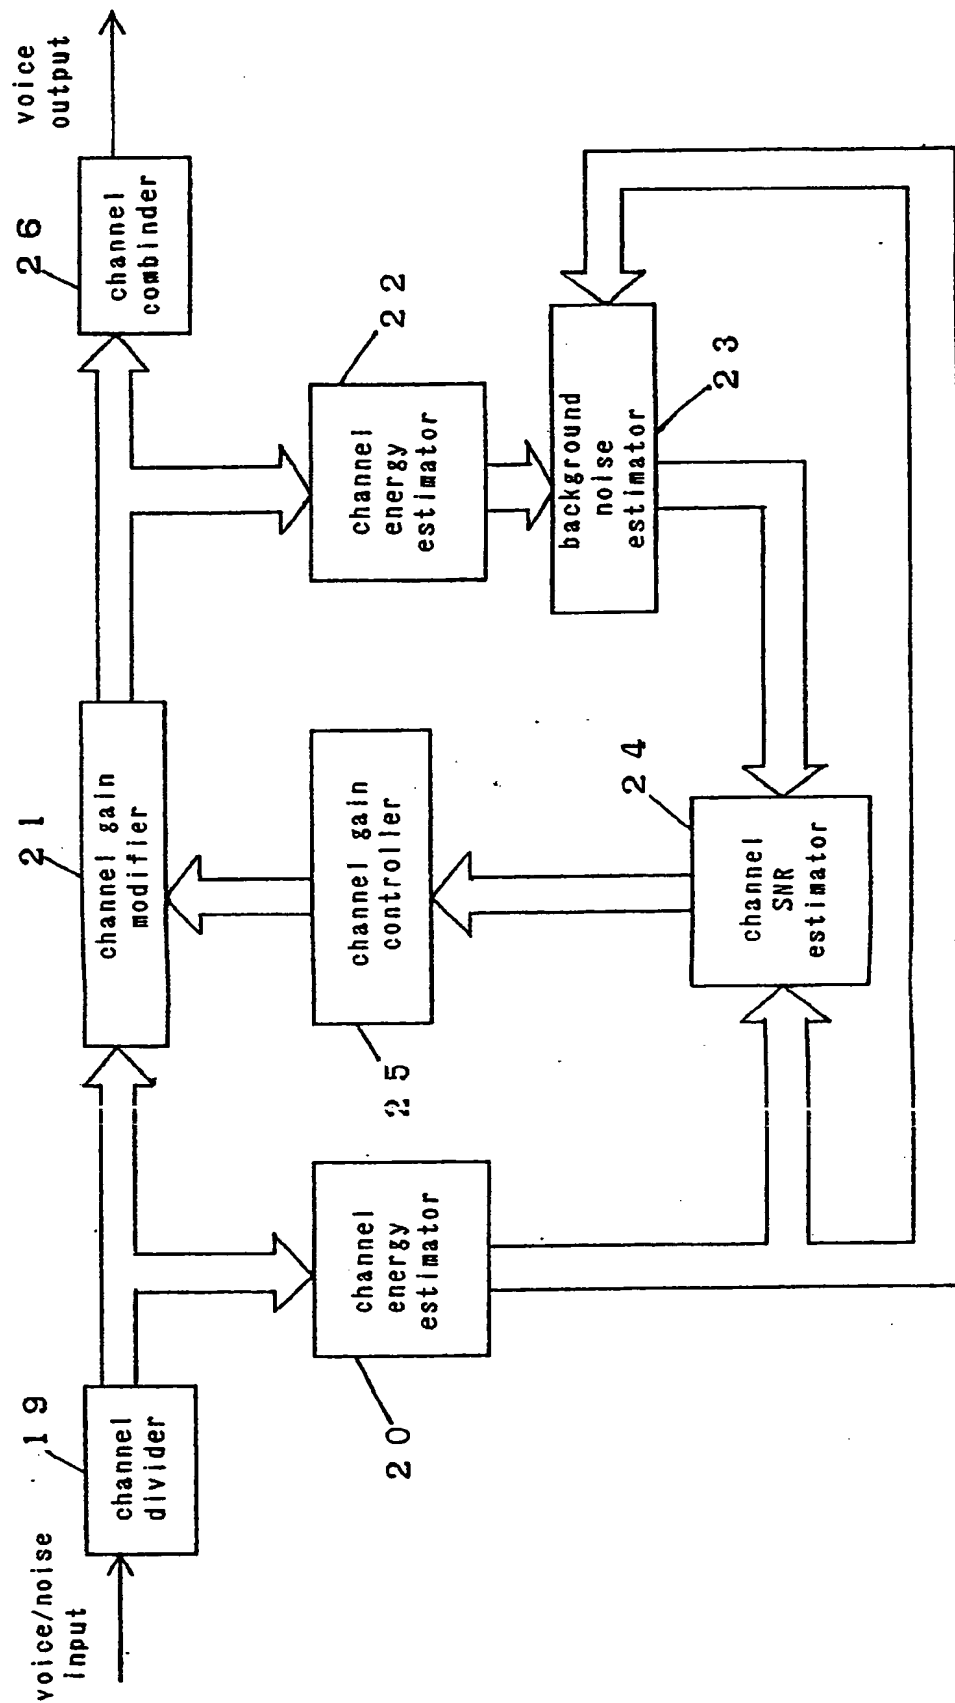 voice/noise
input
19
channel
divider
20
channel
energy
estimator
21
channel gain
modifier
25
channel gain
controller
24
channel
SNR
estimator
22
channel
energy
estimator
23
background
noise
estimator
26
channel
combinder
voice
output